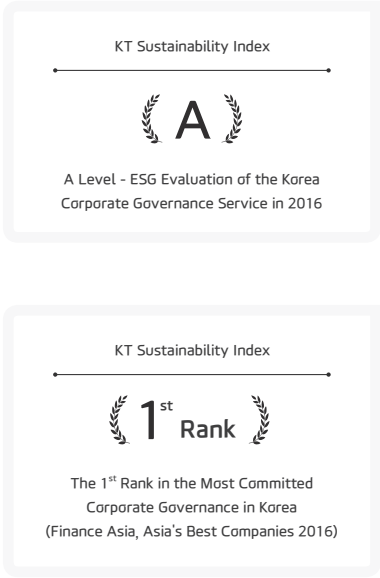 KT Sustainability Index
A
A Level - ESG Evaluation of the Korea
Corporate Governance Service in 2016
KT Sustainability Index
1st Rank
The 1st Rank in the Most Committed
Corporate Governance in Korea
(Finance Asia, Asia's Best Companies 2016)